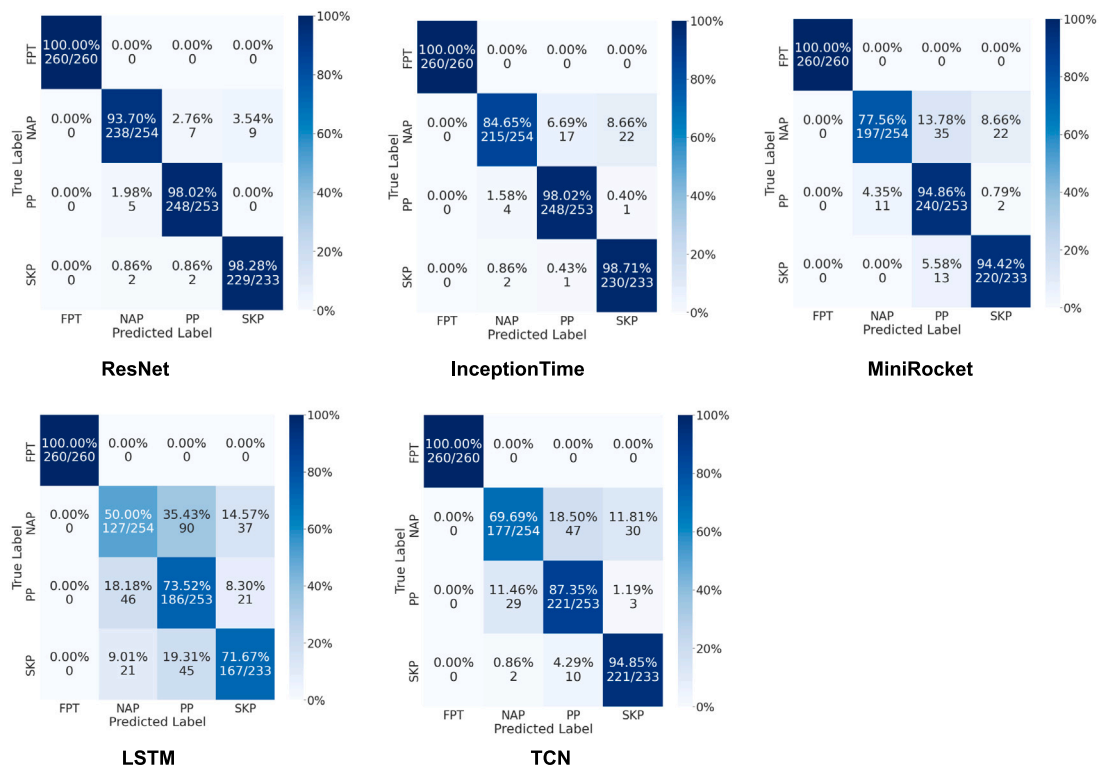 100%
80%
60%
40%
20%
0%
True Label
FPT
NAP
PP
SKP
100.00% 0.00% 0.00% 0.00%
260/260 0 0 0
0.00% 93.70% 2.76% 3.54%
0 238/254 7 9
0.00% 1.98% 98.02% 0.00%
0 5 248/253 0
0.00% 0.86% 0.86% 98.28%
0 2 2 229/233
FPT NAP PP SKP
Predicted Label
ResNet
100%
80%
60%
40%
20%
0%
True Label
FPT
NAP
PP
SKP
100.00% 0.00% 0.00% 0.00%
260/260 0 0 0
0.00% 84.65% 6.69% 8.66%
0 215/254 17 22
0.00% 1.58% 98.02% 0.40%
0 4 248/253 1
0.00% 0.86% 0.43% 98.71%
0 2 1 230/233
FPT NAP PP SKP
Predicted Label
InceptionTime
100%
80%
60%
40%
20%
0%
True Label
FPT
NAP
PP
SKP
100.00% 0.00% 0.00% 0.00%
260/260 0 0 0
0.00% 77.56% 13.78% 8.66%
0 197/254 35 22
0.00% 4.35% 94.86% 0.79%
0 11 240/253 2
0.00% 0.00% 5.58% 94.42%
0 0 13 220/233
FPT NAP PP SKP
Predicted Label
MiniRocket
100%
80%
60%
40%
20%
0%
True Label
FPT
NAP
PP
SKP
100.00% 0.00% 0.00% 0.00%
260/260 0 0 0
0.00% 50.00% 35.43% 14.57%
0 127/254 90 37
0.00% 18.18% 73.52% 8.30%
0 46 186/253 21
0.00% 9.01% 19.31% 71.67%
0 21 45 167/233
FPT NAP PP SKP
Predicted Label
LSTM
100%
80%
60%
40%
20%
0%
True Label
FPT
NAP
PP
SKP
100.00% 0.00% 0.00% 0.00%
260/260 0 0 0
0.00% 69.69% 18.50% 11.81%
0 177/254 47 30
0.00% 11.46% 87.35% 1.19%
0 29 221/253 3
0.00% 0.86% 4.29% 94.85%
0 2 10 221/233
FPT NAP PP SKP
Predicted Label
TCN